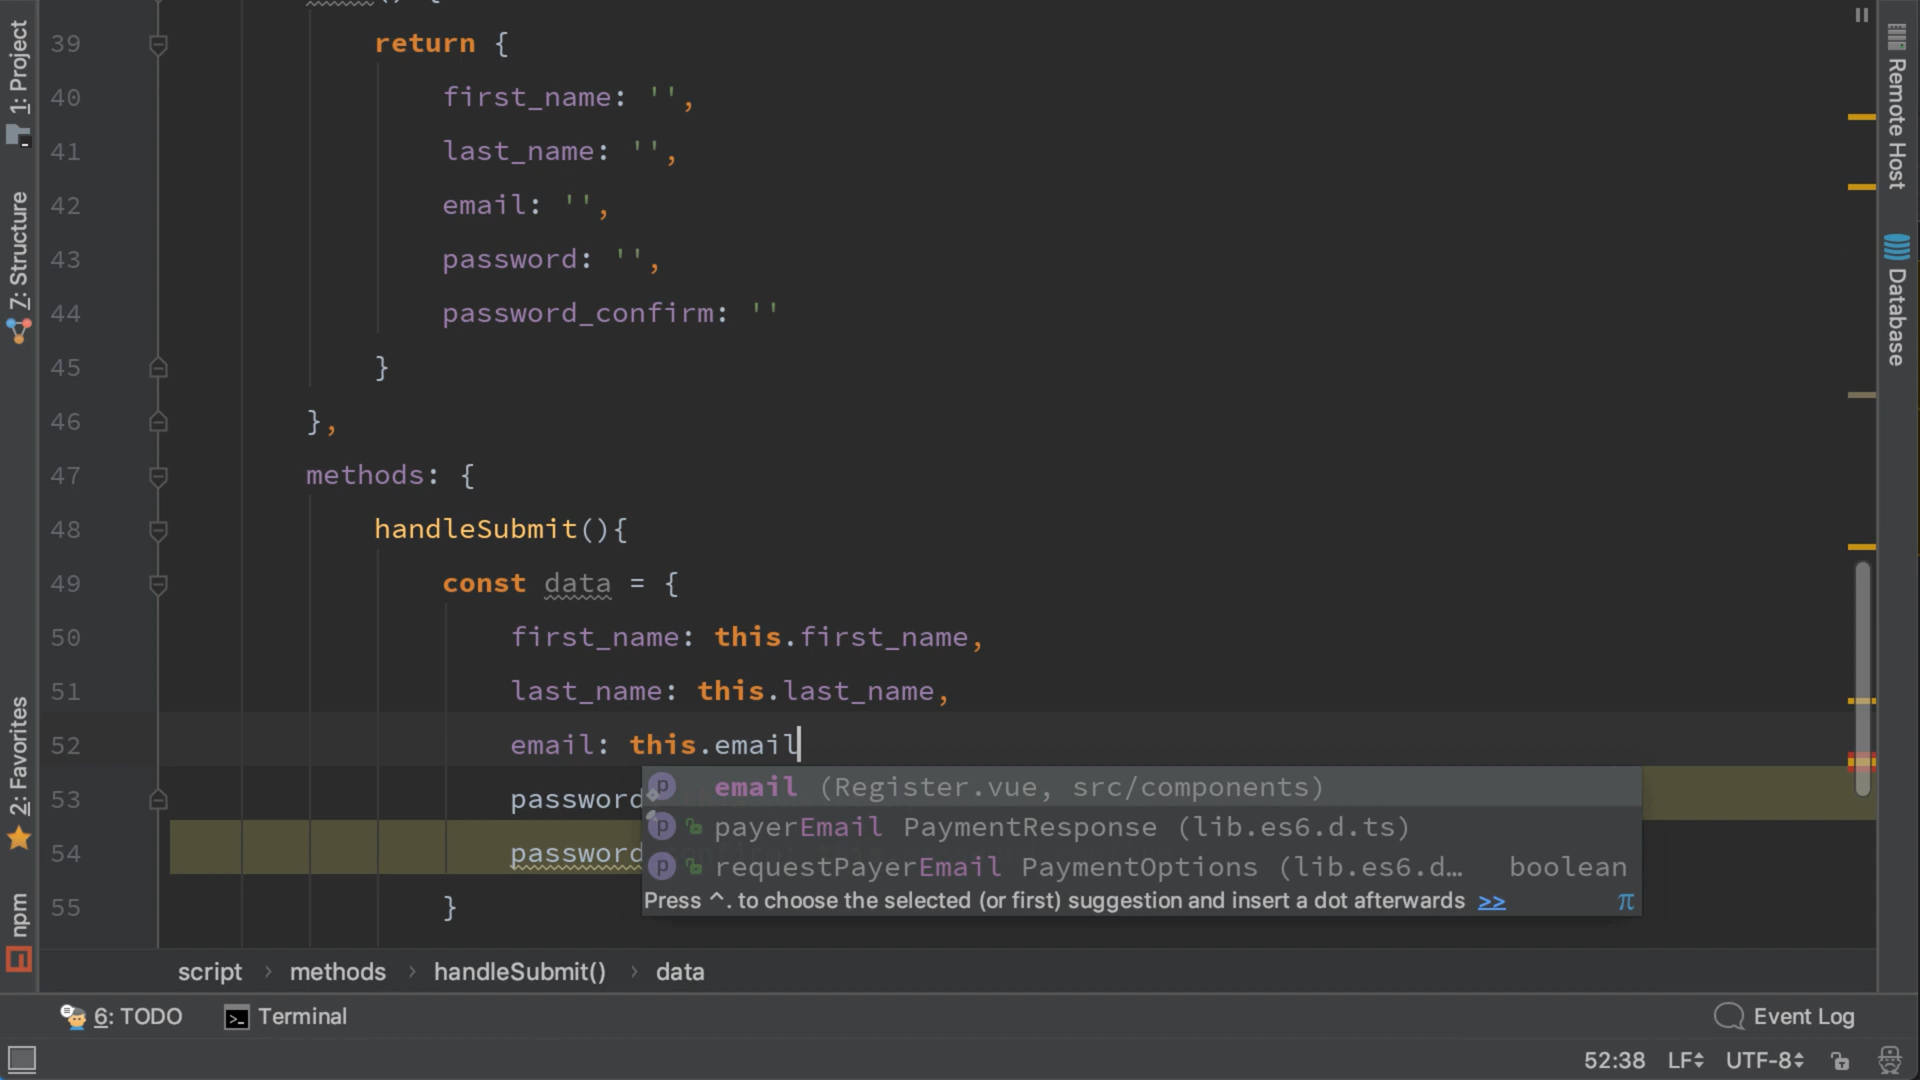 39 return {
40 first_name: '',
41 last_name: '',
42 email: '',
43 password: '',
44 password_confirm: ''
45 }
46 },
47 methods: {
48 handleSubmit(){
49 const data = {
50 first_name: this.first_name,
51 last_name: this.last_name,
52 email: this.email
email (Register.vue, src/components)
53 password
payerEmail PaymentResponse (lib.es6.d.ts)
54 password
requestPayerEmail PaymentOptions (lib.es6.d… boolean
Press ^. to choose the selected (or first) suggestion and insert a dot afterwards >> π
55 }
script › methods › handleSubmit() › data
6: TODO Terminal Event Log
52:38 LF UTF-8
1: Project
7: Structure
2: Favorites
npm
Remote Host
Database